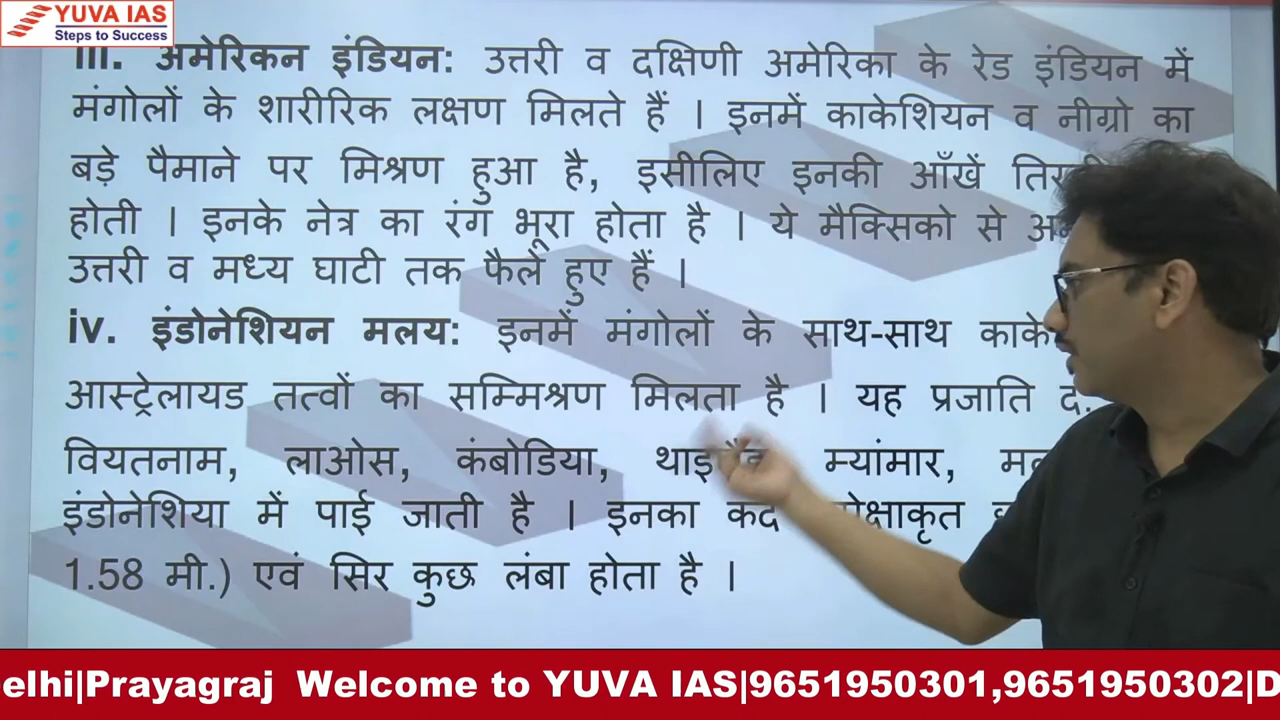 YUVA IAS
Steps to Success
iii. अमेरिकन इंडियन: उत्तरी व दक्षिणी अमेरिका के रेड इंडियन में
मंगोलों के शारीरिक लक्षण मिलते हैं । इनमें काकेशियन व नीग्रो का
बड़े पैमाने पर मिश्रण हुआ है, इसीलिए इनकी आँखें
होती । इनके नेत्र का रंग भूरा होता है । ये मैक्सिको से
उत्तरी व मध्य घाटी तक फैले हुए हैं ।
iv. इंडोनेशियन मलय: इनमें मंगोलों के साथ-साथ
आस्ट्रेलायड तत्वों का सम्मिश्रण मिलता है । यह प्रजाति द.
वियतनाम, लाओस, कंबोडिया, म्यांमार,
इंडोनेशिया में पाई जाती है । इनका कद
1.58 मी.) एवं सिर कुछ लंबा होता है ।
elhi|Prayagraj Welcome to YUVA IAS|9651950301,9651950302|D